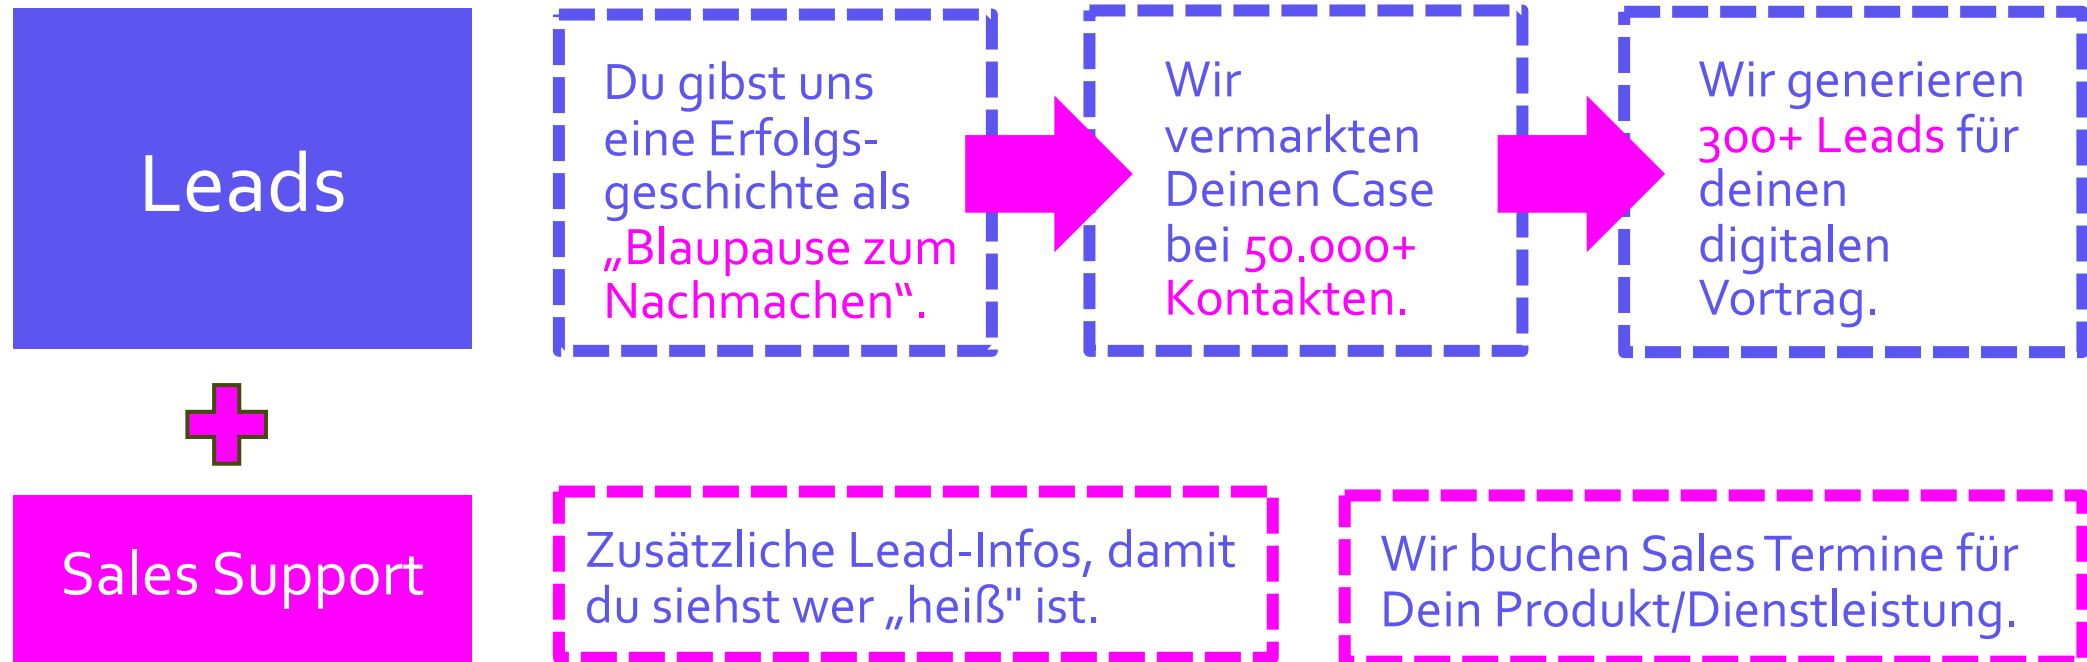 Leads
Du gibst uns
eine Erfolgs-
geschichte als
„Blaupause zum
Nachmachen“.
Wir
vermarkten
Deinen Case
bei 50.000+
Kontakten.
Wir generieren
300+ Leads für
deinen
digitalen
Vortrag.
Sales Support
Zusätzliche Lead-Infos, damit
du siehst wer „heiß" ist.
Wir buchen Sales Termine für
Dein Produkt/Dienstleistung.